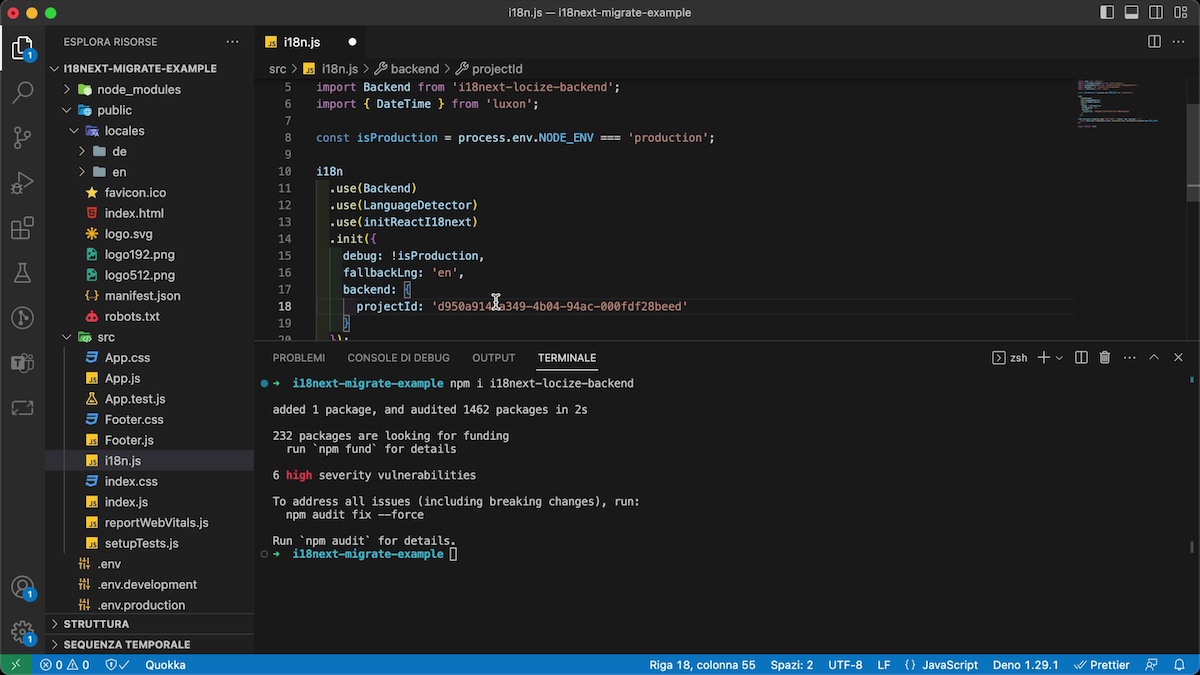 i18n.js — i18next-migrate-example
ESPLORA RISORSE
I18NEXT-MIGRATE-EXAMPLE
node_modules
public
locales
de
en
favicon.ico
index.html
logo.svg
logo192.png
logo512.png
manifest.json
robots.txt
src
App.css
App.js
App.test.js
Footer.css
Footer.js
i18n.js
index.css
index.js
reportWebVitals.js
setupTests.js
.env
.env.development
.env.production
STRUTTURA
SEQUENZA TEMPORALE
1
1
1
JS i18n.js
src > JS i18n.js > backend > projectId
5 import Backend from 'i18next-locize-backend';
6 import { DateTime } from 'luxon';
7
8 const isProduction = process.env.NODE_ENV === 'production';
9
10 i18n
11 .use(Backend)
12 .use(LanguageDetector)
13 .use(initReactI18next)
14 .init({
15 debug: !isProduction,
16 fallbackLng: 'en',
17 backend: {
18 projectId: 'd950a914-a349-4b04-94ac-000fdf28beed'
19 }
20 });
PROBLEMI CONSOLE DI DEBUG OUTPUT TERMINALE zsh
➜ i18next-migrate-example npm i i18next-locize-backend
added 1 package, and audited 1462 packages in 2s
232 packages are looking for funding
run `npm fund` for details
6 high severity vulnerabilities
To address all issues (including breaking changes), run:
npm audit fix --force
Run `npm audit` for details.
➜ i18next-migrate-example
0 0 Quokka Riga 18, colonna 55 Spazi: 2 UTF-8 LF {} JavaScript Deno 1.29.1 Prettier